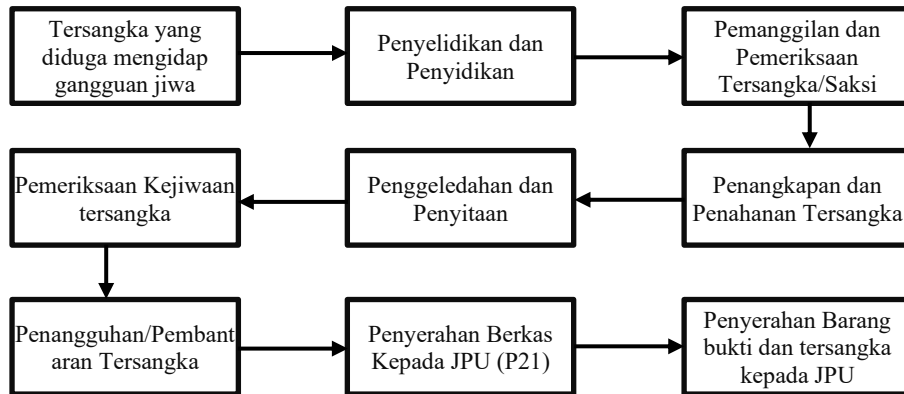 Tersangka yang
diduga mengidap
gangguan jiwa
Penyelidikan dan
Penyidikan
Pemanggilan dan
Pemeriksaan
Tersangka/Saksi
Penangkapan dan
Penahanan Tersangka
Penggeledahan dan
Penyitaan
Pemeriksaan Kejiwaan
tersangka
Penangguhan/Pembant
aran Tersangka
Penyerahan Berkas
Kepada JPU (P21)
Penyerahan Barang
bukti dan tersangka
kepada JPU